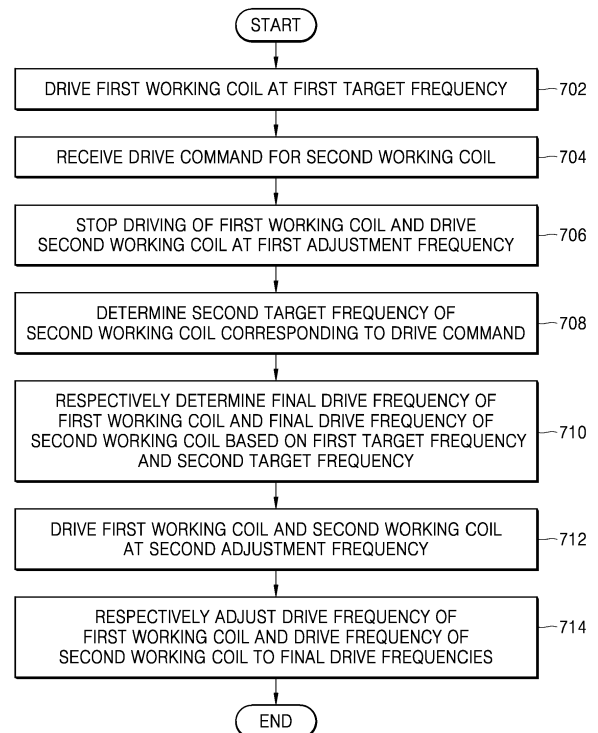 START
DRIVE FIRST WORKING COIL AT FIRST TARGET FREQUENCY
702
RECEIVE DRIVE COMMAND FOR SECOND WORKING COIL
704
STOP DRIVING OF FIRST WORKING COIL AND DRIVE
SECOND WORKING COIL AT FIRST ADJUSTMENT FREQUENCY
706
DETERMINE SECOND TARGET FREQUENCY OF
SECOND WORKING COIL CORRESPONDING TO DRIVE COMMAND
708
RESPECTIVELY DETERMINE FINAL DRIVE FREQUENCY OF
FIRST WORKING COIL AND FINAL DRIVE FREQUENCY OF
SECOND WORKING COIL BASED ON FIRST TARGET FREQUENCY
AND SECOND TARGET FREQUENCY
710
DRIVE FIRST WORKING COIL AND SECOND WORKING COIL
AT SECOND ADJUSTMENT FREQUENCY
712
RESPECTIVELY ADJUST DRIVE FREQUENCY OF
FIRST WORKING COIL AND DRIVE FREQUENCY OF
SECOND WORKING COIL TO FINAL DRIVE FREQUENCIES
714
END